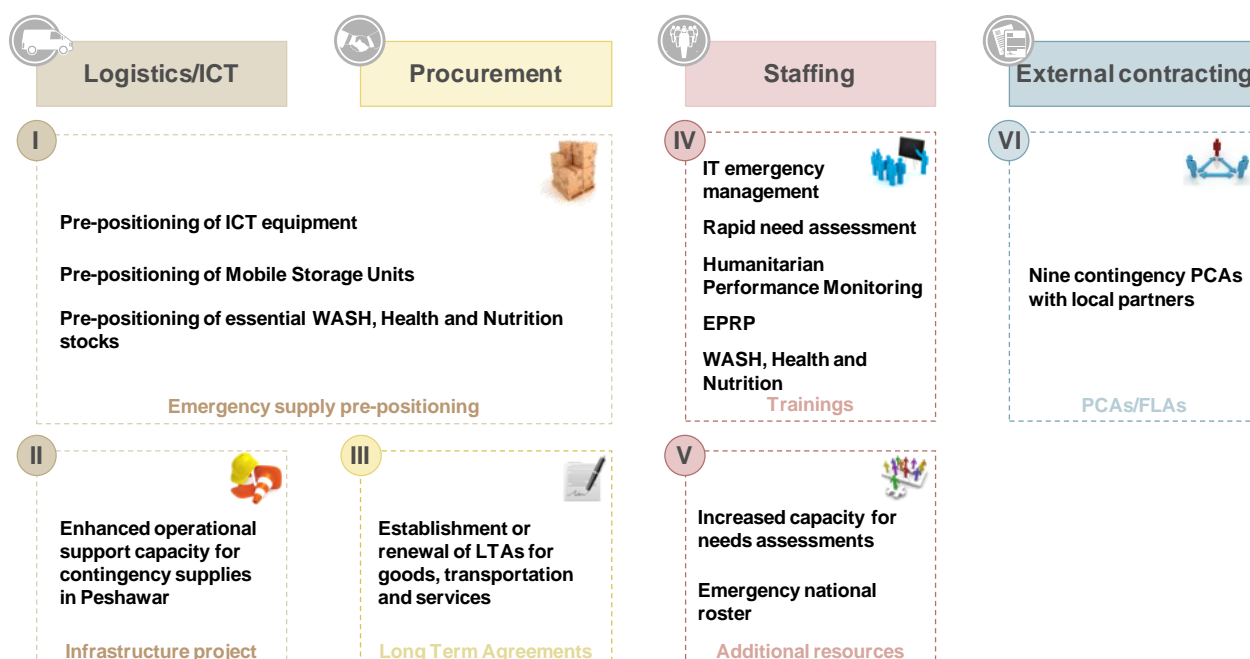 Logistics/ICT
Procurement
Staffing
External contracting
I
Pre-positioning of ICT equipment
Pre-positioning of Mobile Storage Units
Pre-positioning of essential WASH, Health and Nutrition
stocks
Emergency supply pre-positioning
IV
IT emergency
management
Rapid need assessment
Humanitarian
Performance Monitoring
EPRP
WASH, Health and
Nutrition
Trainings
VI
Nine contingency PCAs
with local partners
PCAs/FLAs
II
Enhanced operational
support capacity for
contingency supplies
in Peshawar
Infrastructure project
III
Establishment or
renewal of LTAs for
goods, transportation
and services
Long Term Agreements
V
Increased capacity for
needs assessments
Emergency national
roster
Additional resources